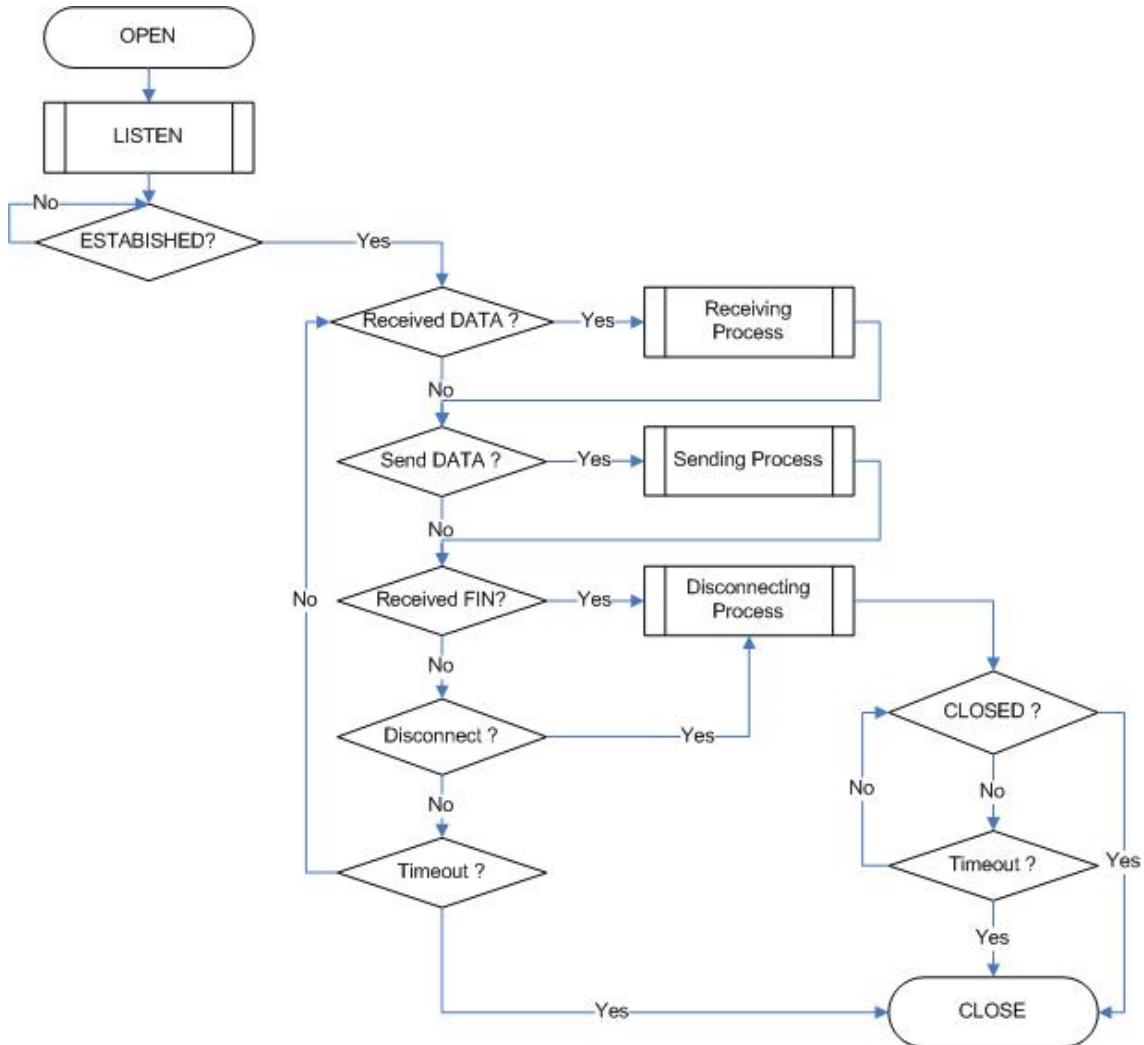 OPEN
LISTEN
No
ESTABISHED?
Yes
Received DATA ?
Yes
Receiving
Process
No
Send DATA ?
Yes
Sending Process
No
Received FIN?
Yes
Disconnecting
Process
No
No
Disconnect ?
Yes
CLOSED ?
No
No
No
Timeout ?
Timeout ?
Yes
Yes
Yes
CLOSE